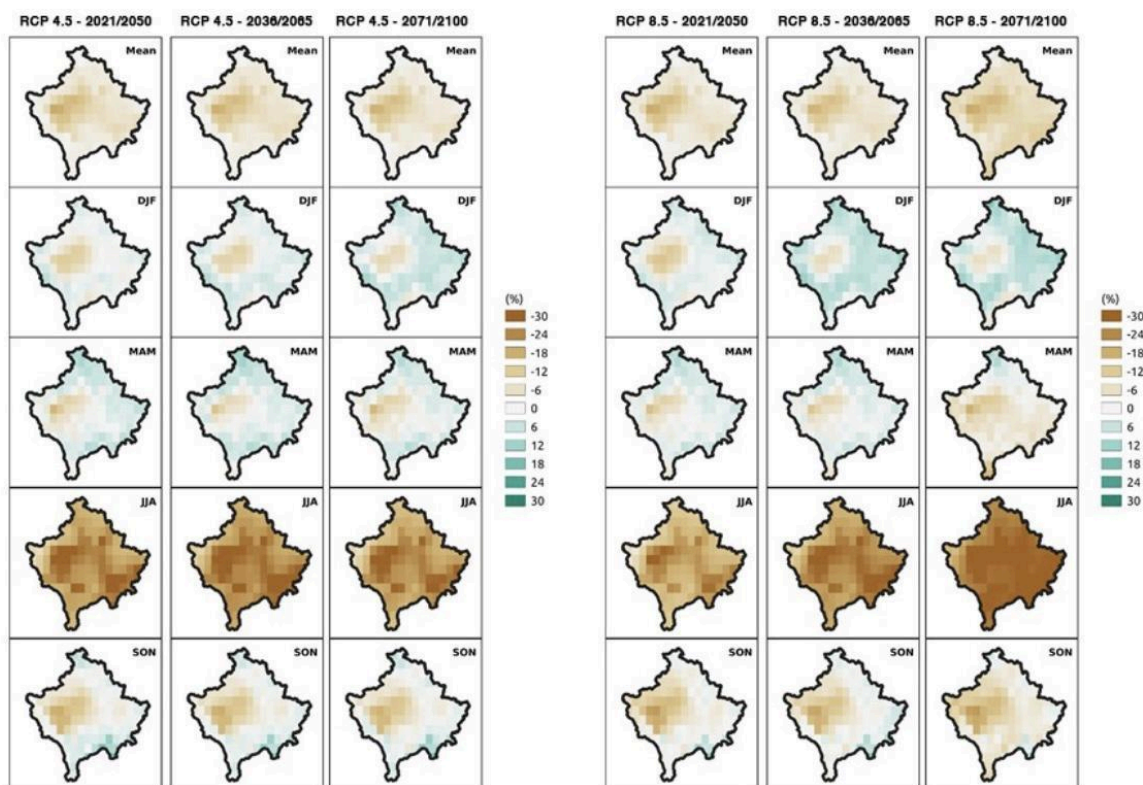 RCP 4.5 - 2021/2050 RCP 4.5 - 2036/2065 RCP 4.5 - 2071/2100 RCP 8.5 - 2021/2050 RCP 8.5 - 2036/2065 RCP 8.5 - 2071/2100
Mean Mean Mean Mean Mean Mean
DJF DJF DJF DJF DJF DJF
(%) (%)
-30 -30
-24 -24
-18 -18
MAM MAM MAM MAM MAM MAM
-12 -12
-6 -6
0 0
6 6
12 12
18 18
24 24
30 30
JJA JJA JJA JJA JJA JJA
SON SON SON SON SON SON